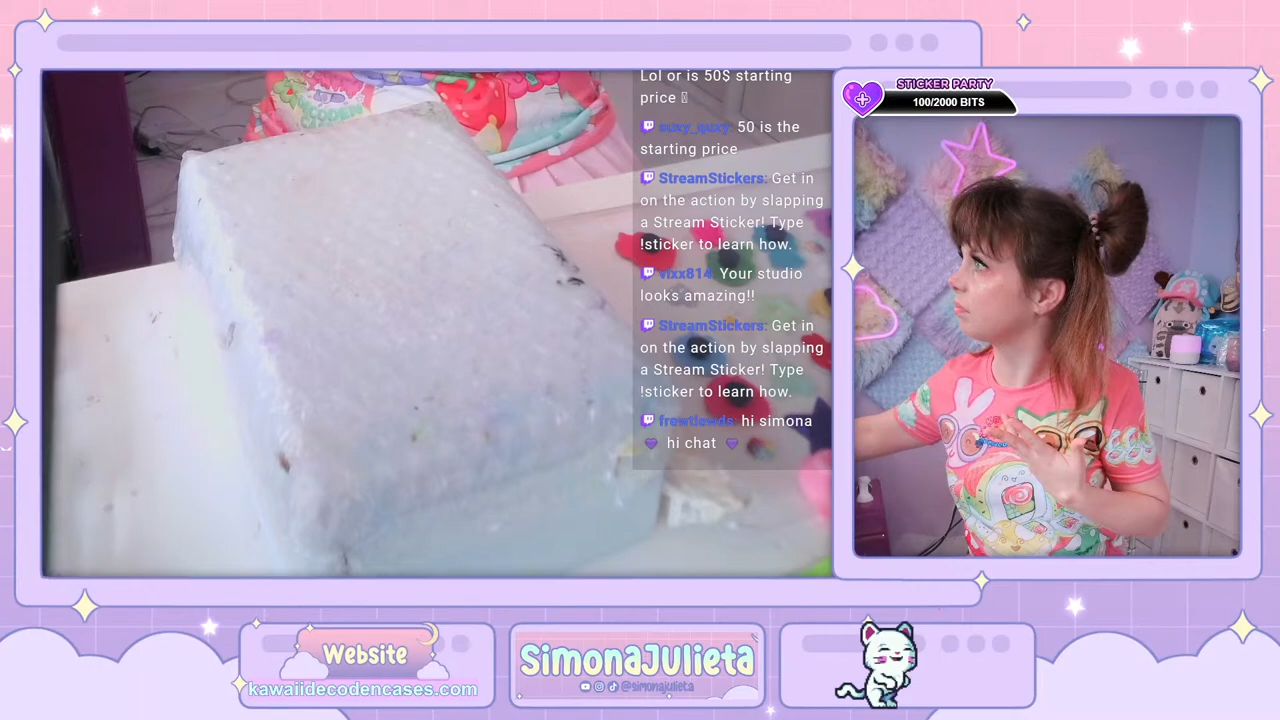 Lol or is 50$ starting
price
suxy_quxy: 50 is the
starting price
StreamStickers: Get in
on the action by slapping
a Stream Sticker! Type
!sticker to learn how.
vixx814: Your studio
looks amazing!!
StreamStickers: Get in
on the action by slapping
a Stream Sticker! Type
!sticker to learn how.
hi simona
hi chat
STICKER PARTY
100/2000 BITS
Website
kawaiidecodencases.com
SimonaJulieta
@simonajulieta